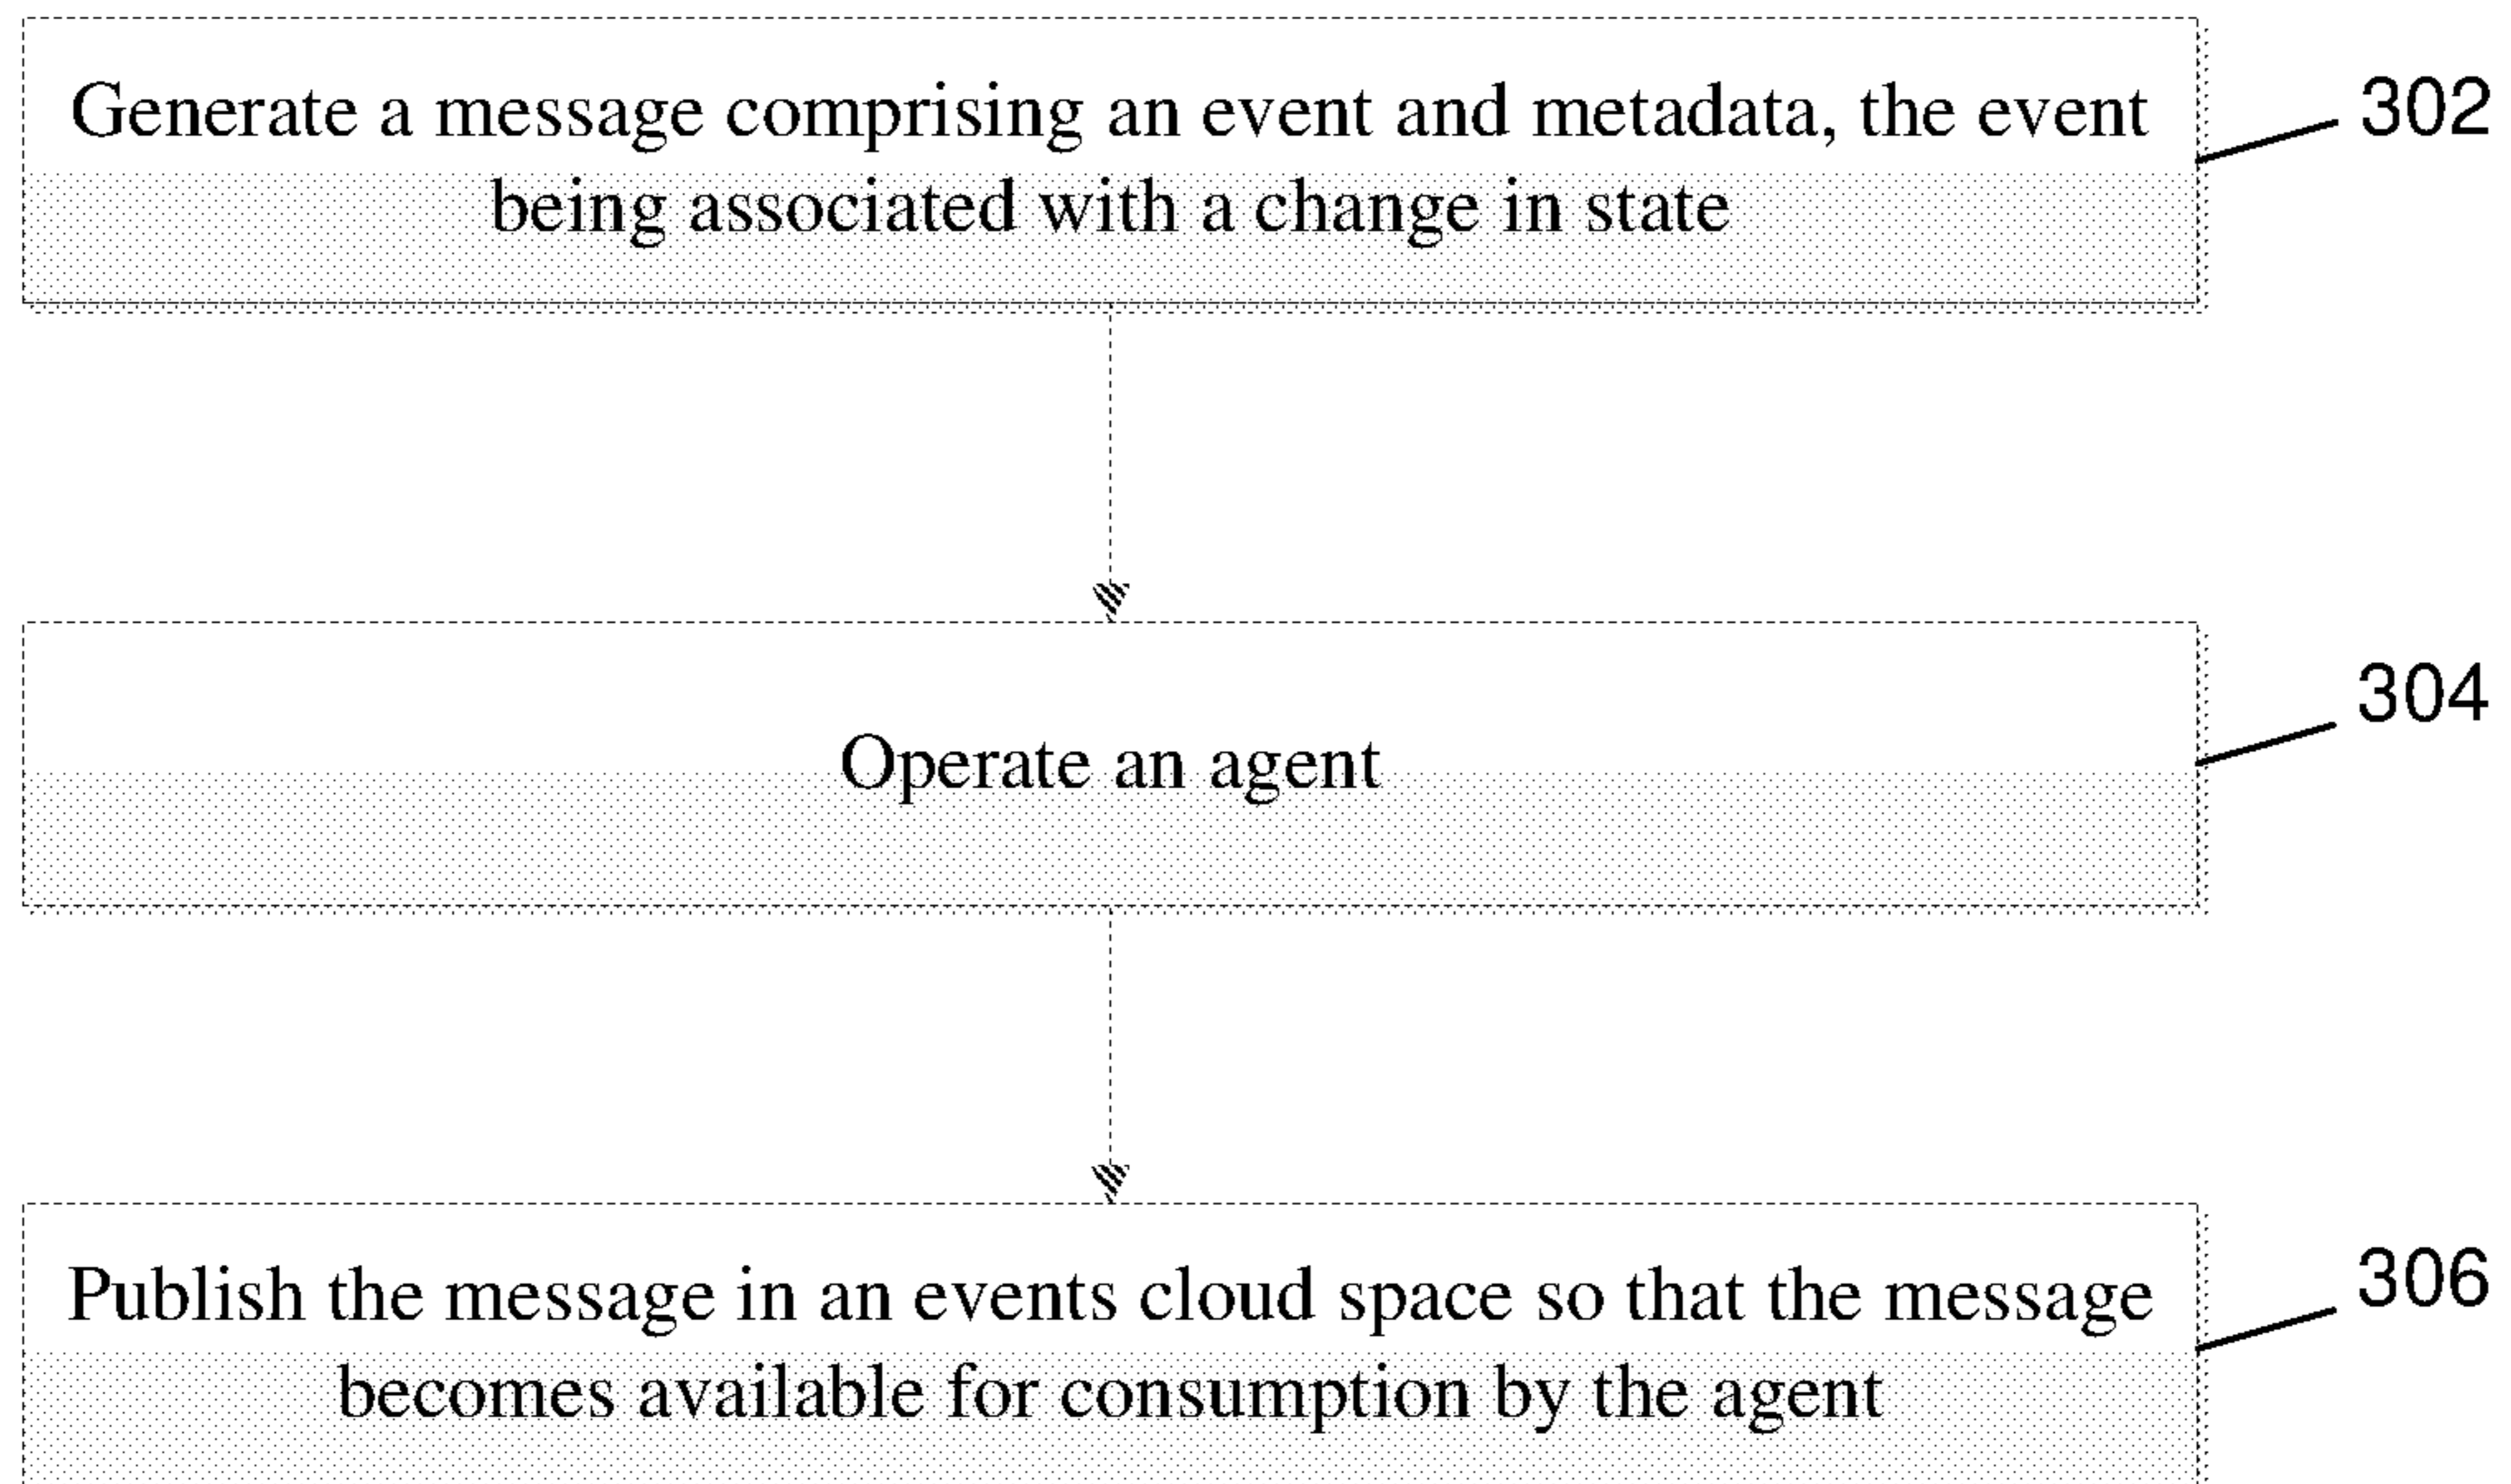 Generate a message comprising an event and metadata, the event
being associated with a change in state
302
Operate an agent
304
Publish the message in an events cloud space so that the message
becomes available for consumption by the agent
306